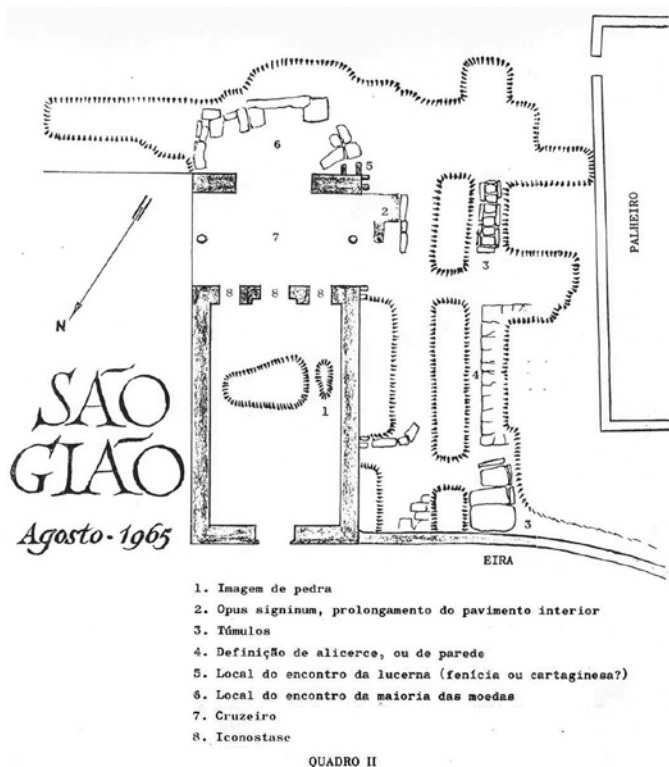 6
5
2
7
3
PALHEIRO
N
8
8
8
4
SÃO
GIÃO
1
Agosto - 1965
3
EIRA
1. Imagem de pedra
2. Opus signinum, prolongamento do pavimento interior
3. Túmulos
4. Definição de alicerce, ou de parede
5. Local do encontro da lucerna (fenícia ou cartaginesa?)
6. Local do encontro da maioria das moedas
7. Cruzeiro
8. Iconostase
QUADRO II